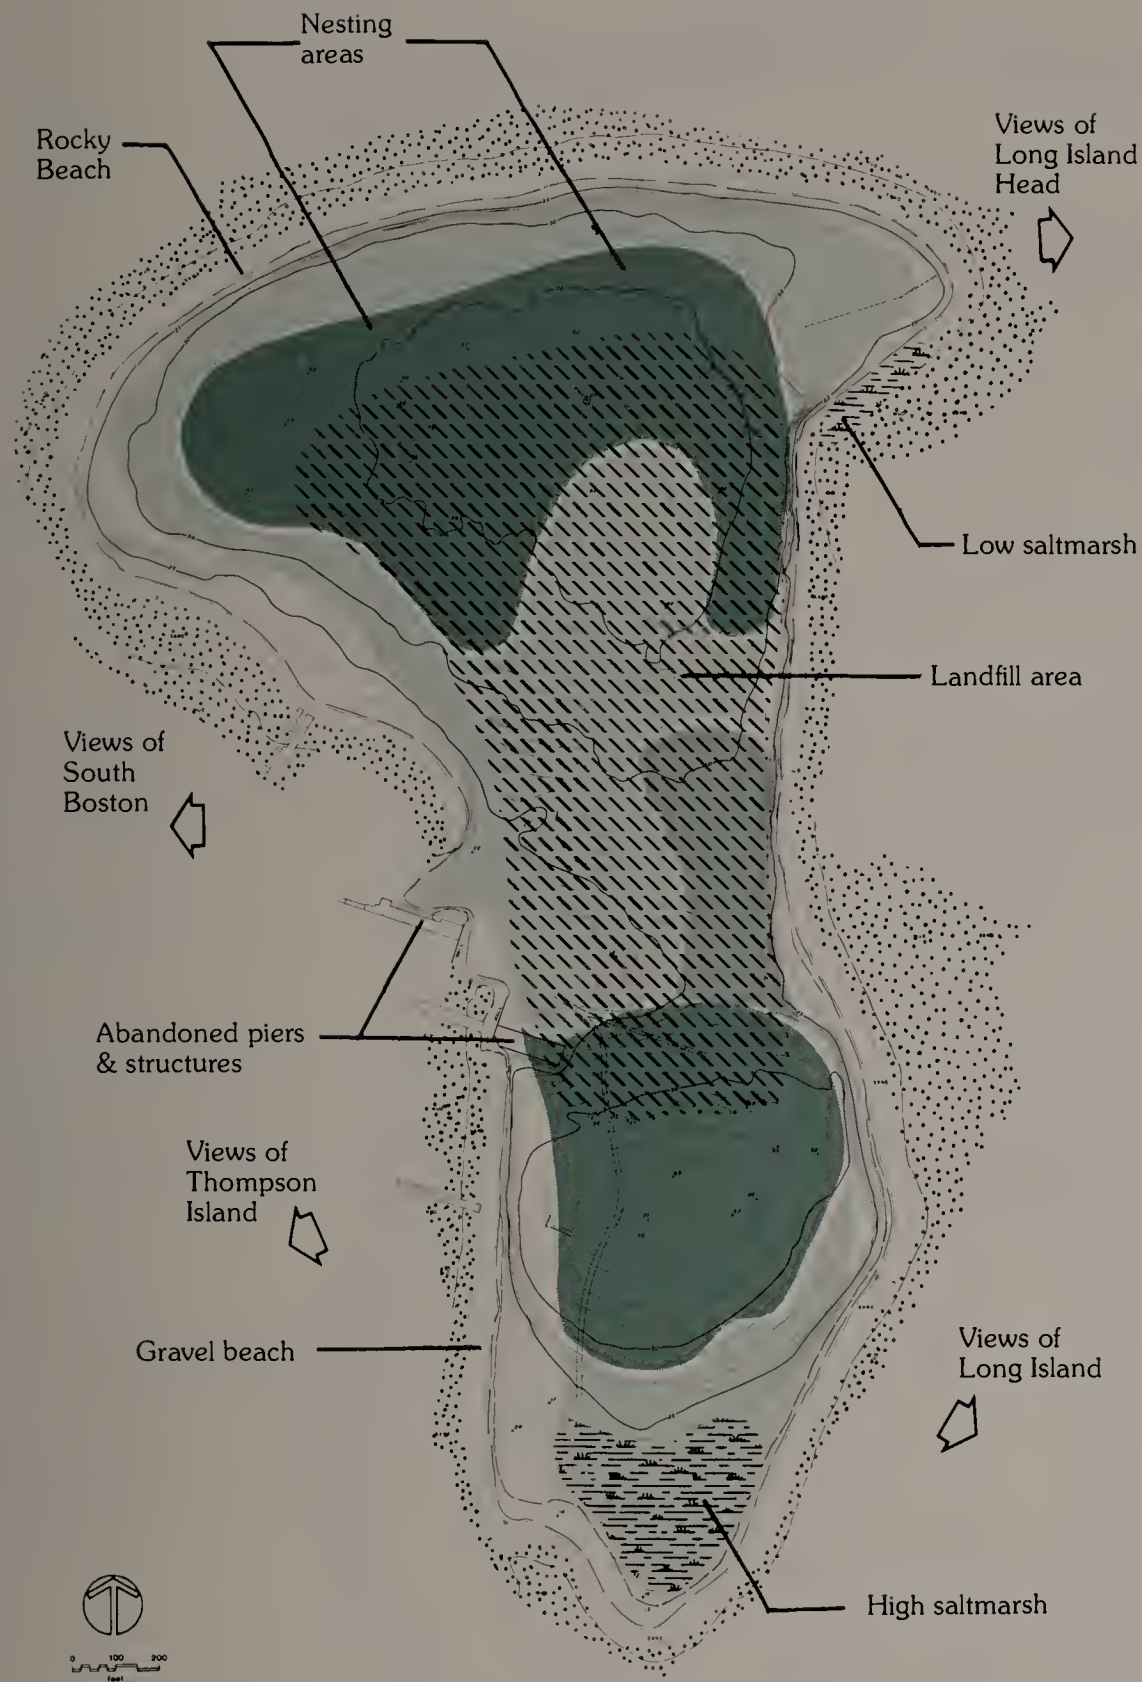 Nesting
areas
Rocky
Beach
Views of
Long Island
Head
Low saltmarsh
Landfill area
Views of
South
Boston
Abandoned piers
& structures
Views of
Thompson
Island
Gravel beach
Views of
Long Island
High saltmarsh
0 100 200
feet